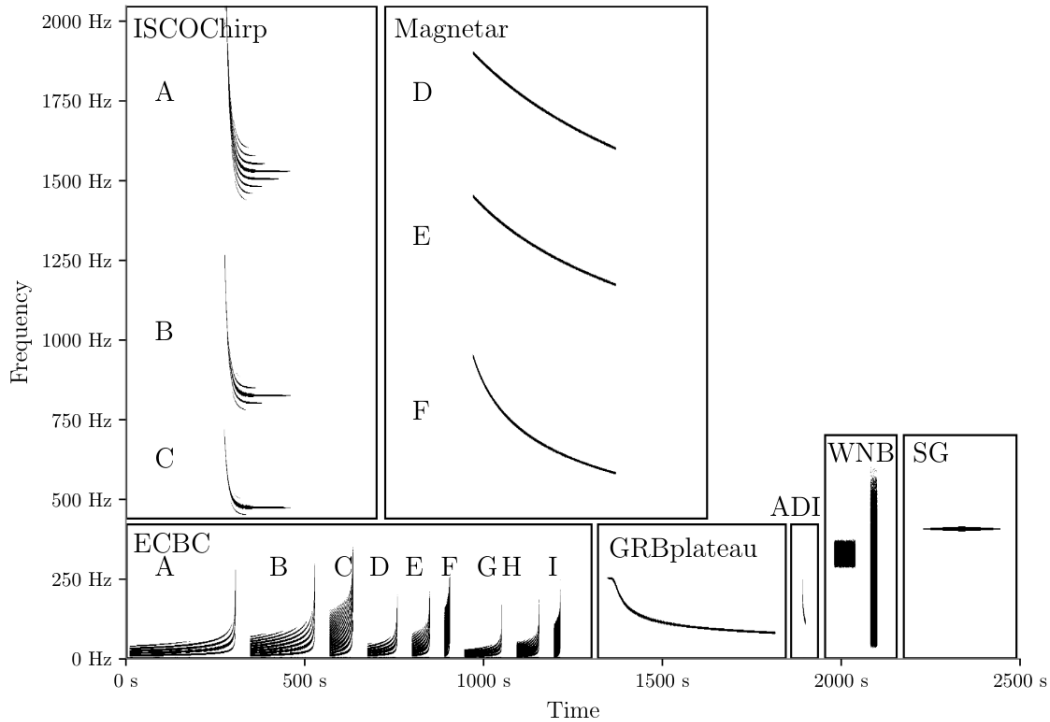 2000 Hz
ISCOChirp
Magnetar
A
D
1750 Hz
1500 Hz
E
1250 Hz
B
1000 Hz
F
750 Hz
C
WNB
SG
500 Hz
ADI
ECBC
GRBplateau
A
B
C
D
E
F
G
H
I
250 Hz
0 Hz
0 s
500 s
1000 s
1500 s
2000 s
2500 s
Frequency
Time